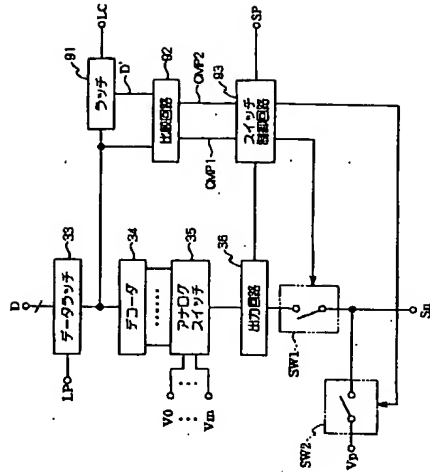 D
33
データラッチ
LP
91
ラッチ
LC
D'
34
デコーダ
92
比較回路
CMP1
CMP2
35
アナログ
スイッチ
V0
Vm
93
スイッチ
制御回路
SP
36
出力回路
SW1
SW2
Vp
Sn